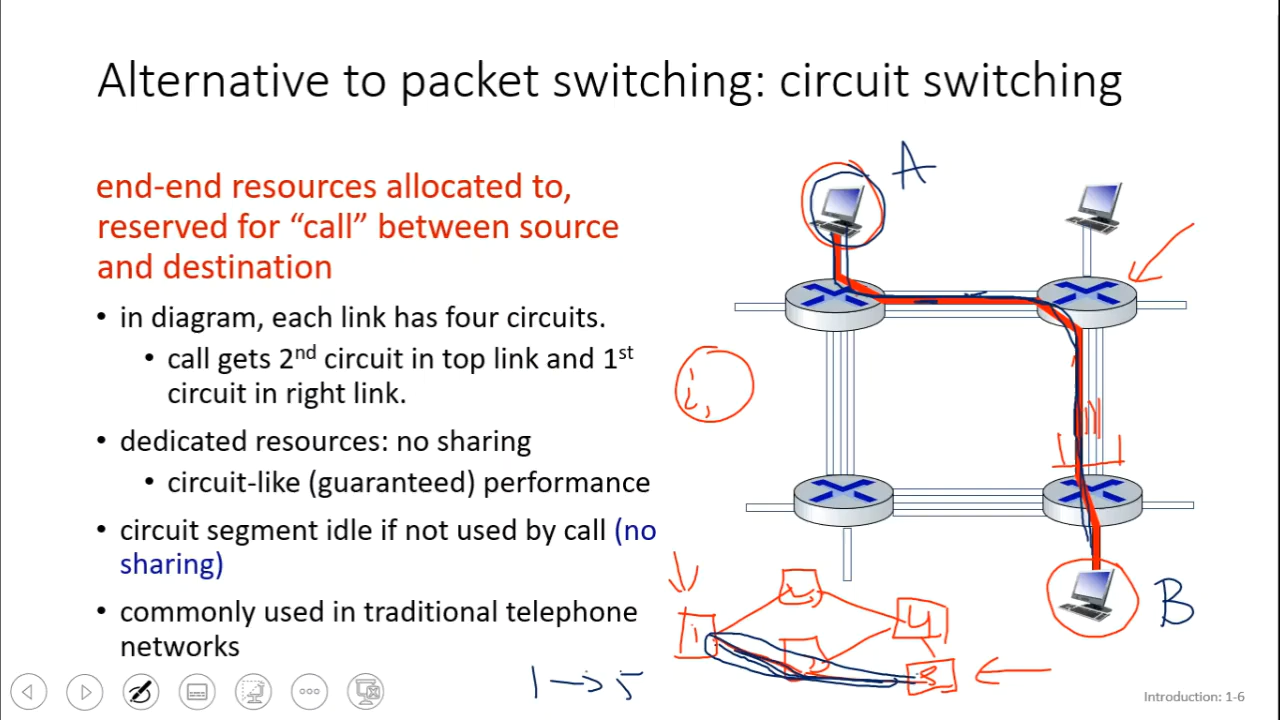 Alternative to packet switching: circuit switching
end-end resources allocated to,
reserved for “call” between source
and destination
• in diagram, each link has four circuits.
• call gets 2nd circuit in top link and 1st
circuit in right link.
• dedicated resources: no sharing
• circuit-like (guaranteed) performance
• circuit segment idle if not used by call (no
sharing)
• commonly used in traditional telephone
networks
A
B
1
4
1 → 5
Introduction: 1-6